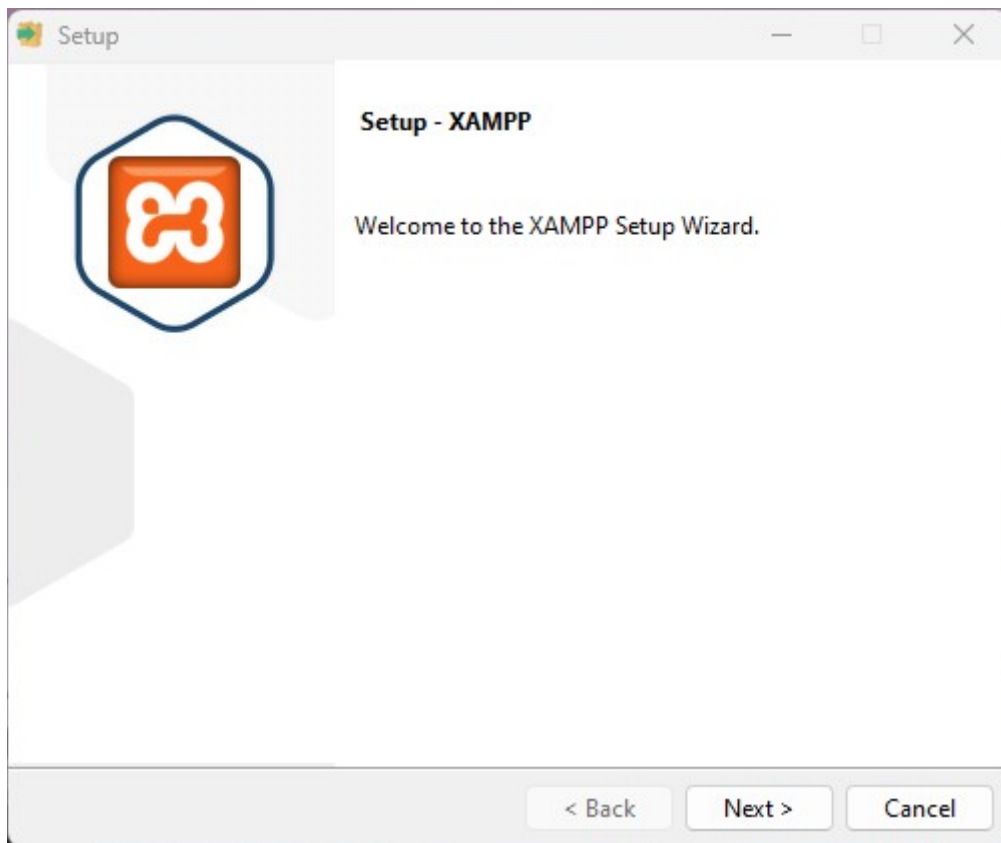 Setup
Setup - XAMPP
Welcome to the XAMPP Setup Wizard.
< Back
Next >
Cancel